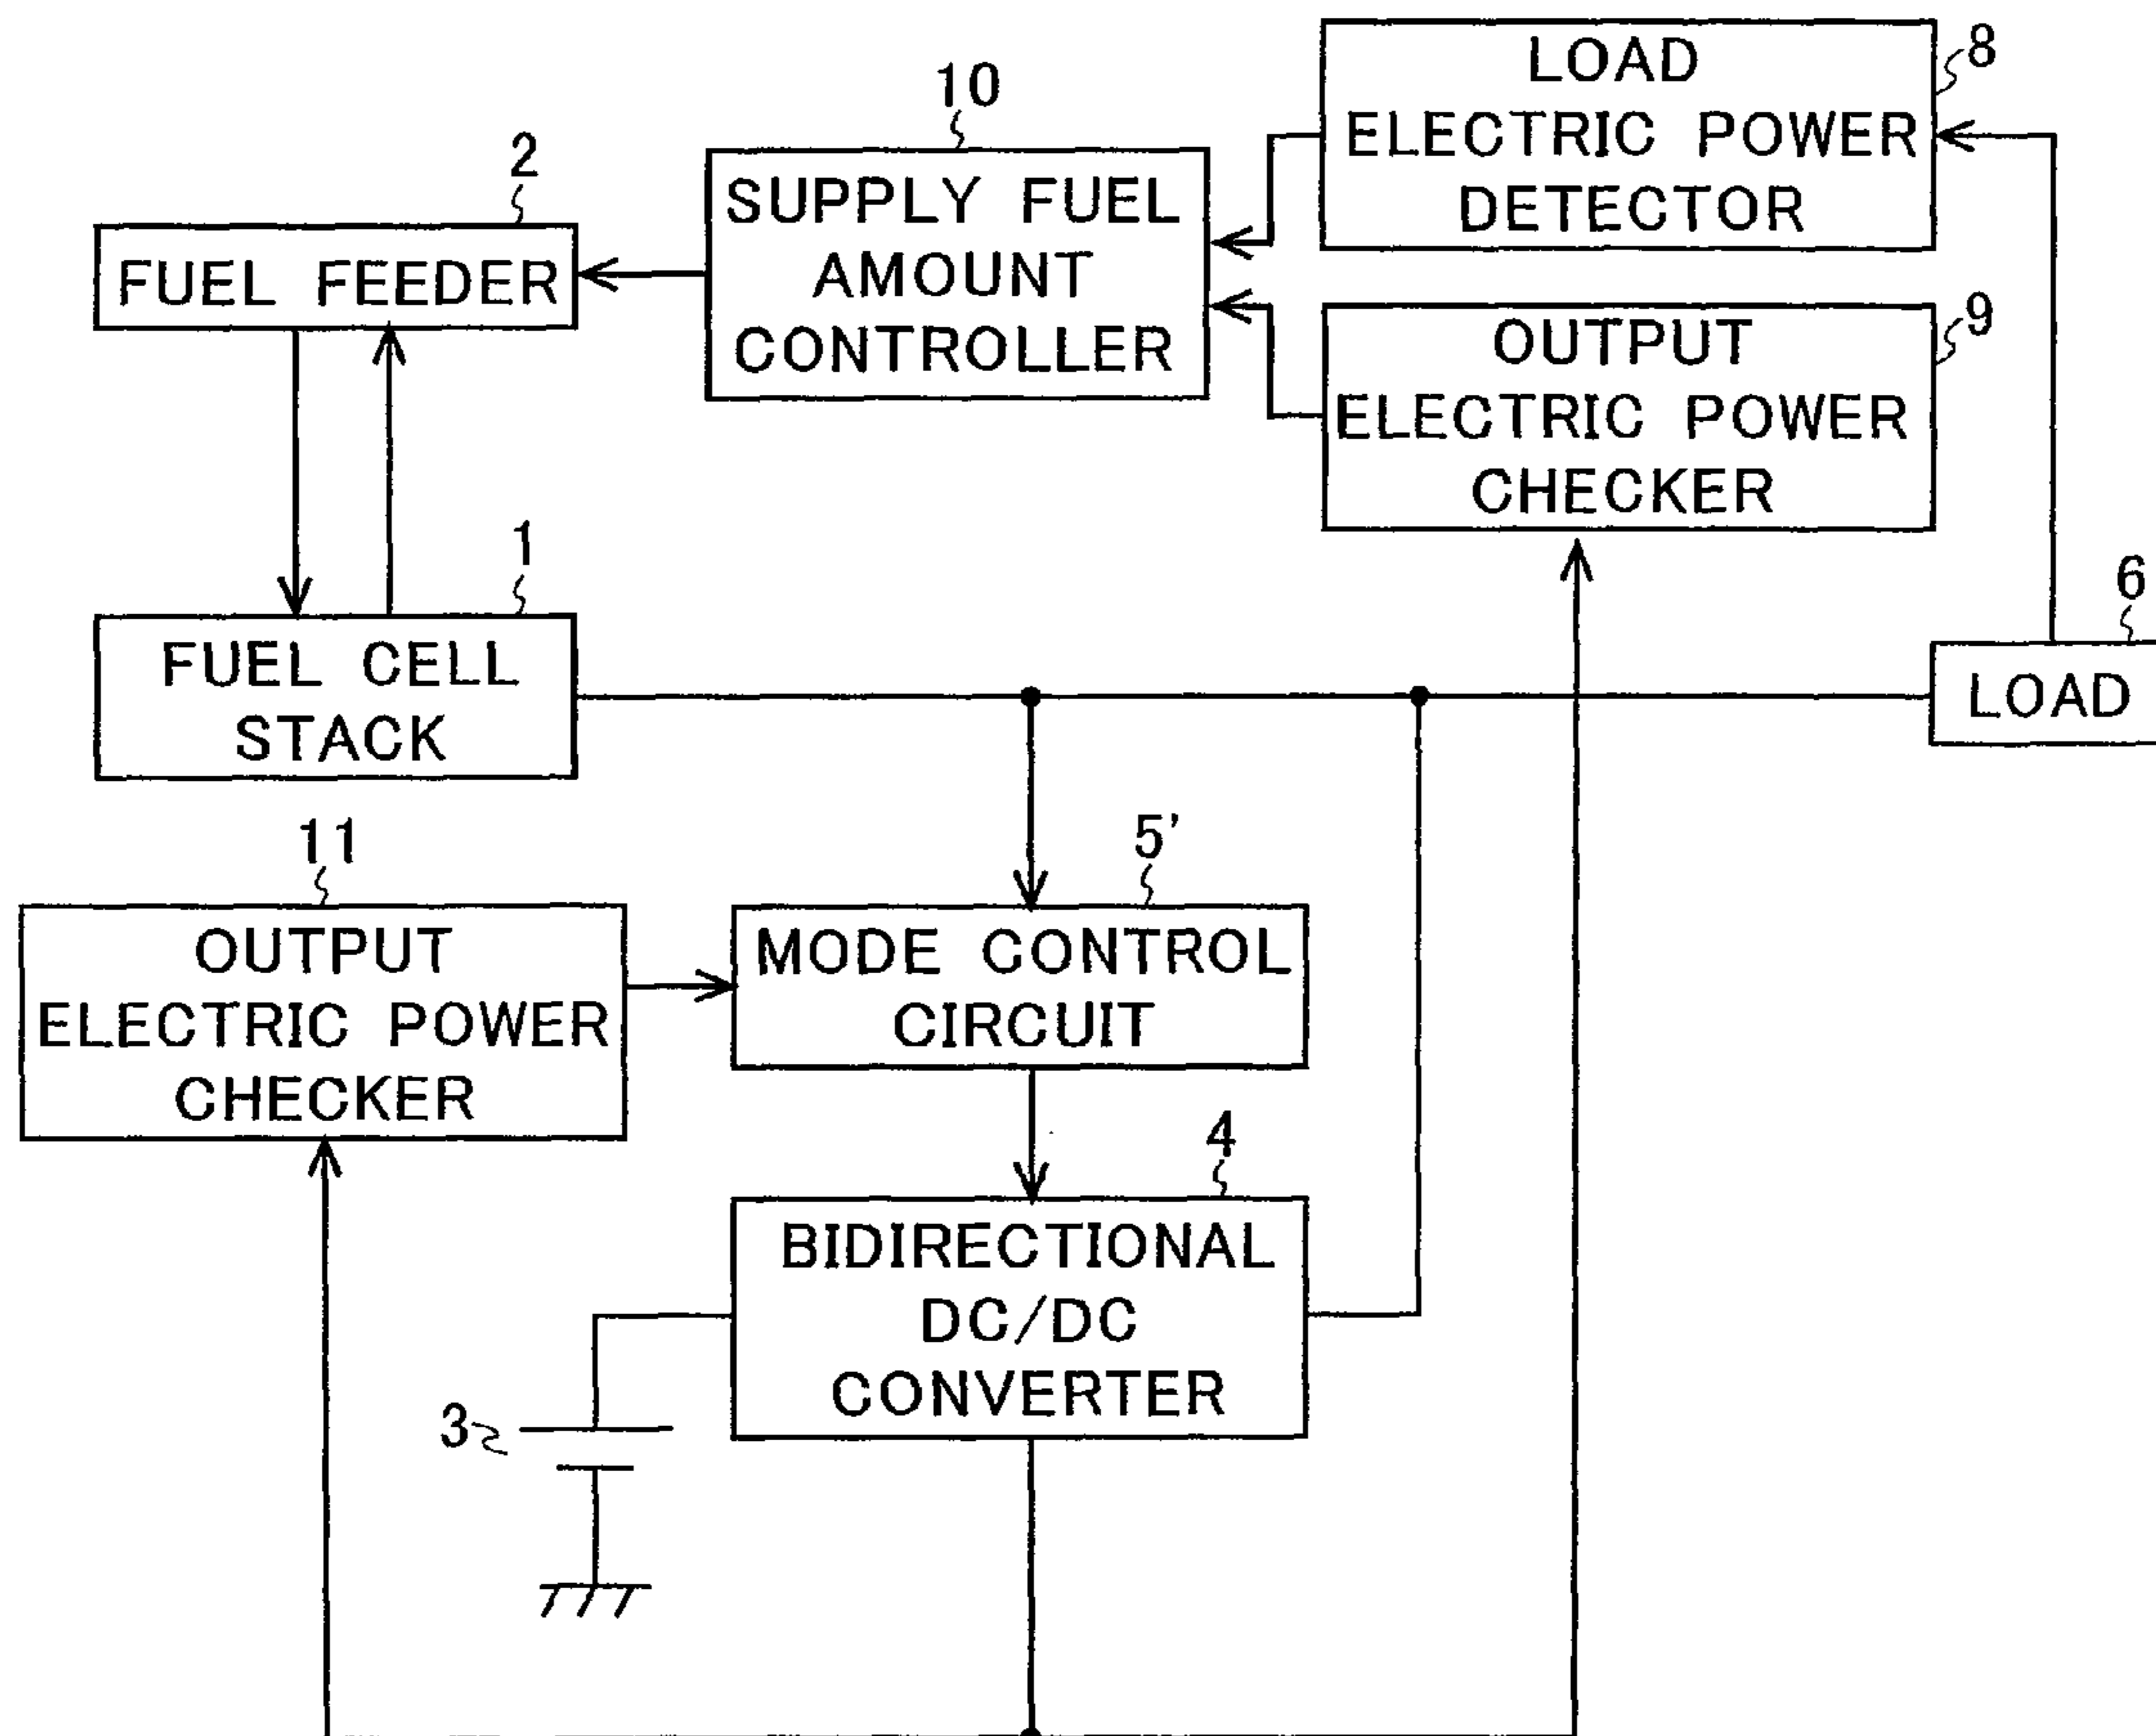 8
LOAD
ELECTRIC POWER
DETECTOR
10
SUPPLY FUEL
AMOUNT
CONTROLLER
2
FUEL FEEDER
9
OUTPUT
ELECTRIC POWER
CHECKER
1
FUEL CELL
STACK
6
LOAD
11
OUTPUT
ELECTRIC POWER
CHECKER
5'
MODE CONTROL
CIRCUIT
4
BIDIRECTIONAL
DC/DC
CONVERTER
3